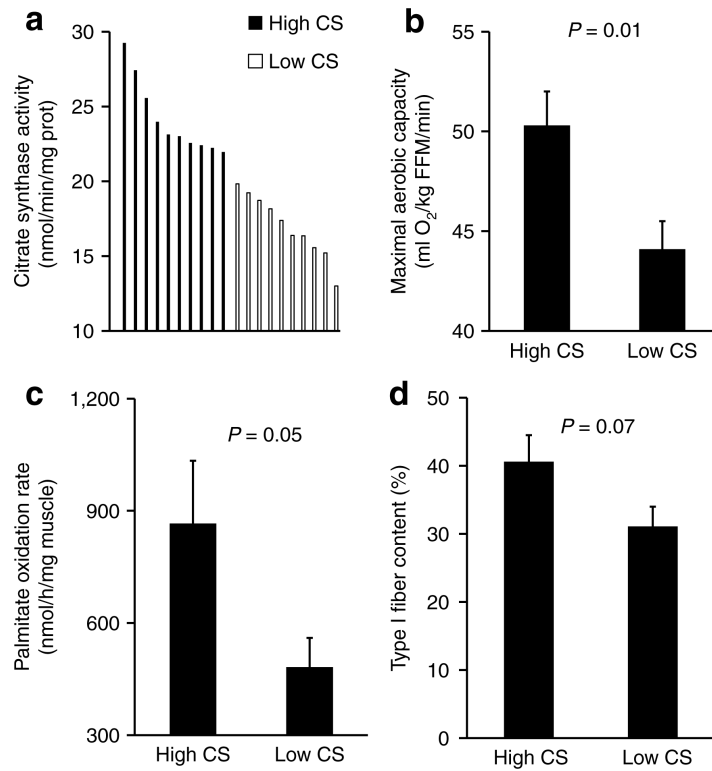 a
High CS
Low CS
Citrate synthase activity
(nmol/min/mg prot)
30
25
20
15
10
b
P = 0.01
Maximal aerobic capacity
(ml O₂/kg FFM/min)
55
50
45
40
High CS
Low CS
c
P = 0.05
Palmitate oxidation rate
(nmol/h/mg muscle)
1,200
900
600
300
High CS
Low CS
d
P = 0.07
Type I fiber content (%)
50
40
30
20
10
0
High CS
Low CS